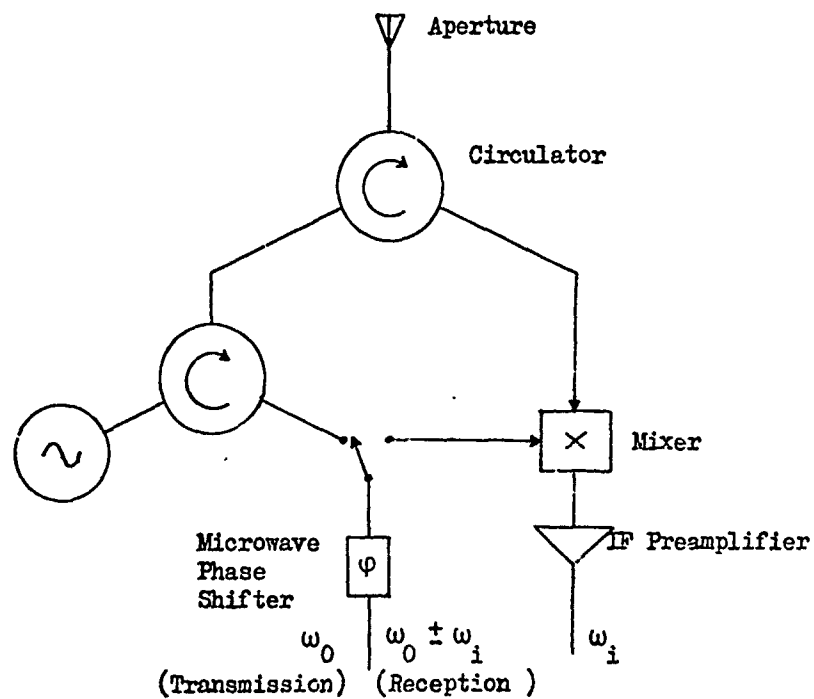 Aperture
Circulator
×
Mixer
IF Preamplifier
Microwave
Phase
Shifter
φ
ω₀ ω₀ ± ωᵢ
ωᵢ
(Transmission) (Reception )